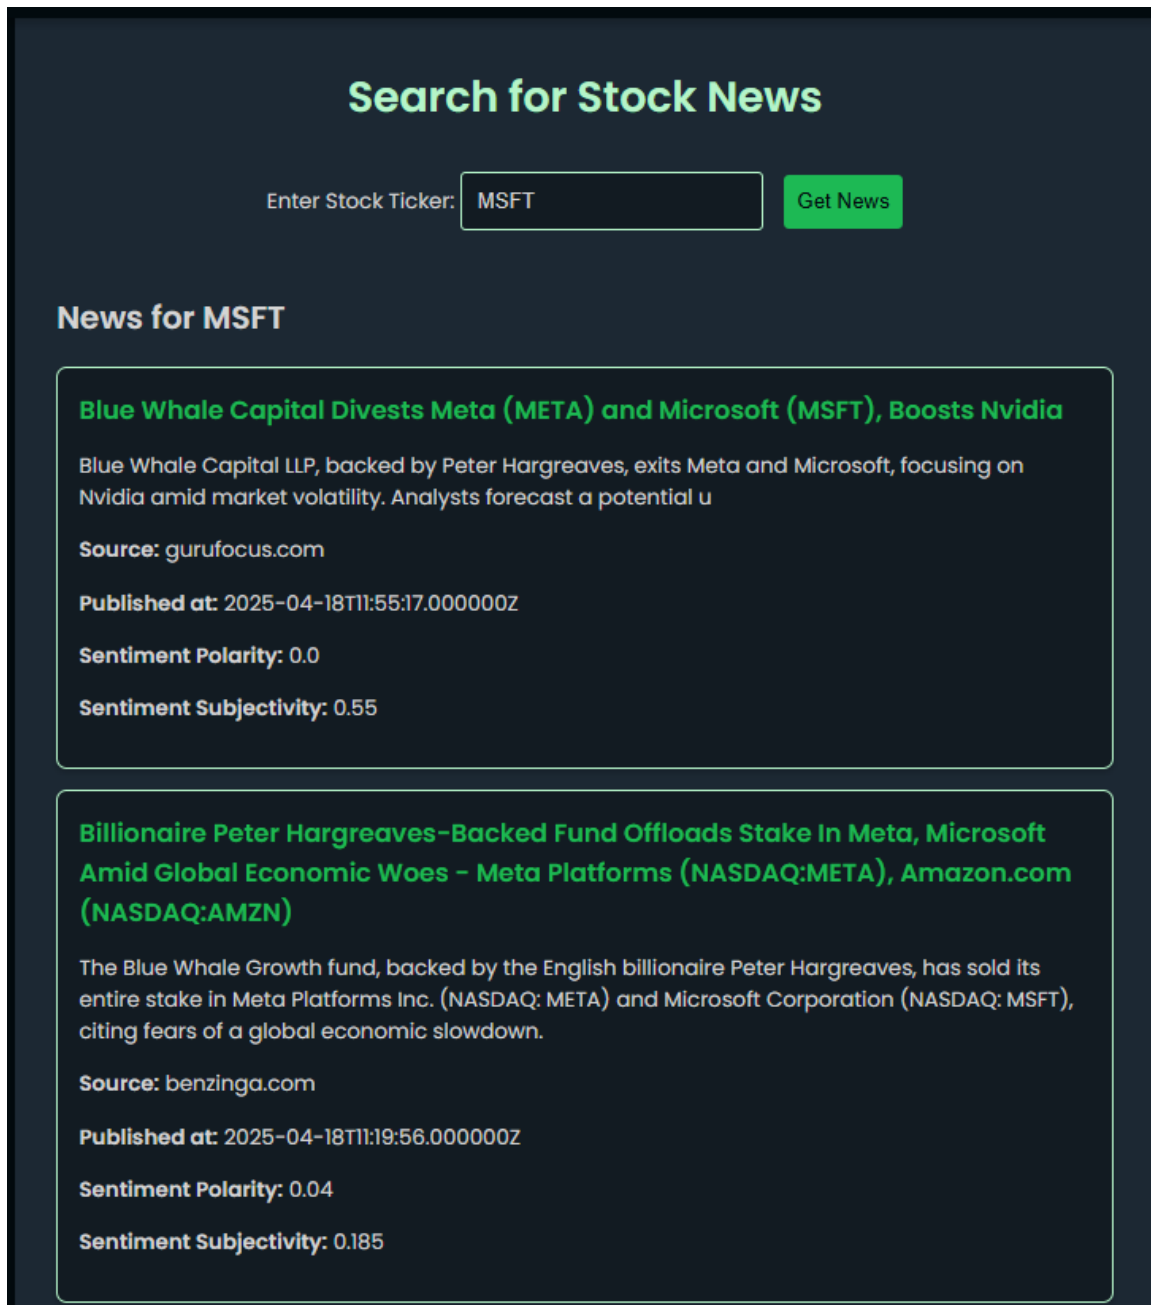 Search for Stock News
Enter Stock Ticker: MSFT Get News
News for MSFT
Blue Whale Capital Divests Meta (META) and Microsoft (MSFT), Boosts Nvidia
Blue Whale Capital LLP, backed by Peter Hargreaves, exits Meta and Microsoft, focusing on
Nvidia amid market volatility. Analysts forecast a potential u
Source: gurufocus.com
Published at: 2025-04-18T11:55:17.000000Z
Sentiment Polarity: 0.0
Sentiment Subjectivity: 0.55
Billionaire Peter Hargreaves-Backed Fund Offloads Stake In Meta, Microsoft
Amid Global Economic Woes - Meta Platforms (NASDAQ:META), Amazon.com
(NASDAQ:AMZN)
The Blue Whale Growth fund, backed by the English billionaire Peter Hargreaves, has sold its
entire stake in Meta Platforms Inc. (NASDAQ: META) and Microsoft Corporation (NASDAQ: MSFT),
citing fears of a global economic slowdown.
Source: benzinga.com
Published at: 2025-04-18T11:19:56.000000Z
Sentiment Polarity: 0.04
Sentiment Subjectivity: 0.185